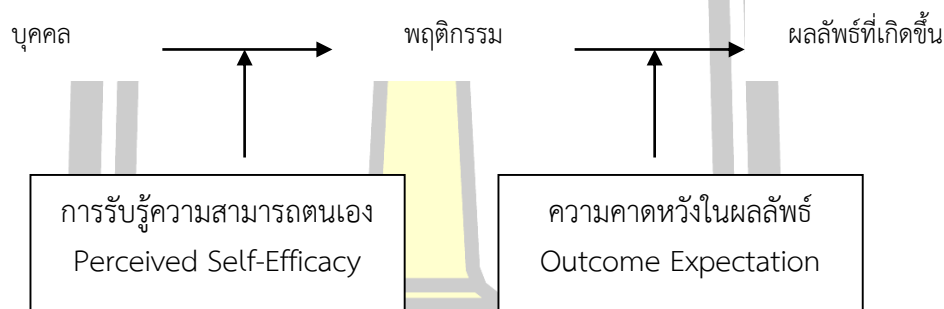 บุคคล
พฤติกรรม
ผลลัพธ์ที่เกิดขึ้น
การรับรู้ความสามารถตนเอง
Perceived Self-Efficacy
ความคาดหวังในผลลัพธ์
Outcome Expectation